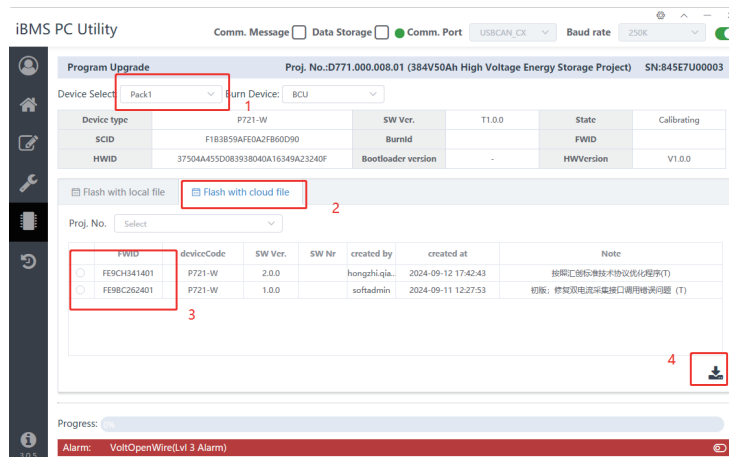 iBMS PC Utility Comm. Message Data Storage Comm. Port USBCAN_CX Baud rate 250K
Program Upgrade Proj. No.:D771.000.008.01 (384V50Ah High Voltage Energy Storage Project) SN:845E7U00003
Device Select: Pack1 Burn Device: BCU
1
Device type P721-W SW Ver. T1.0.0 State Calibrating
SCID F1B3B59AFE0A2FB60D90 BurnId FWID
HWID 37504A455D083938040A16349A23240F Bootloader version - HWVersion V1.0.0
Flash with local file Flash with cloud file
2
Proj. No. Select
FWID deviceCode SW Ver. SW Nr created by created at Note
FE9CH341401 P721-W 2.0.0 hongzhi.qia.. 2024-09-12 17:42:43 按照汇创标准技术协议优化程序(T)
FE9BC262401 P721-W 1.0.0 softadmin 2024-09-11 12:27:53 初版；修复双电流采集接口调用错误问题（T）
3
4
Progress: 0%
Alarm: VoltOpenWire(Lvl 3 Alarm)
3.0.5